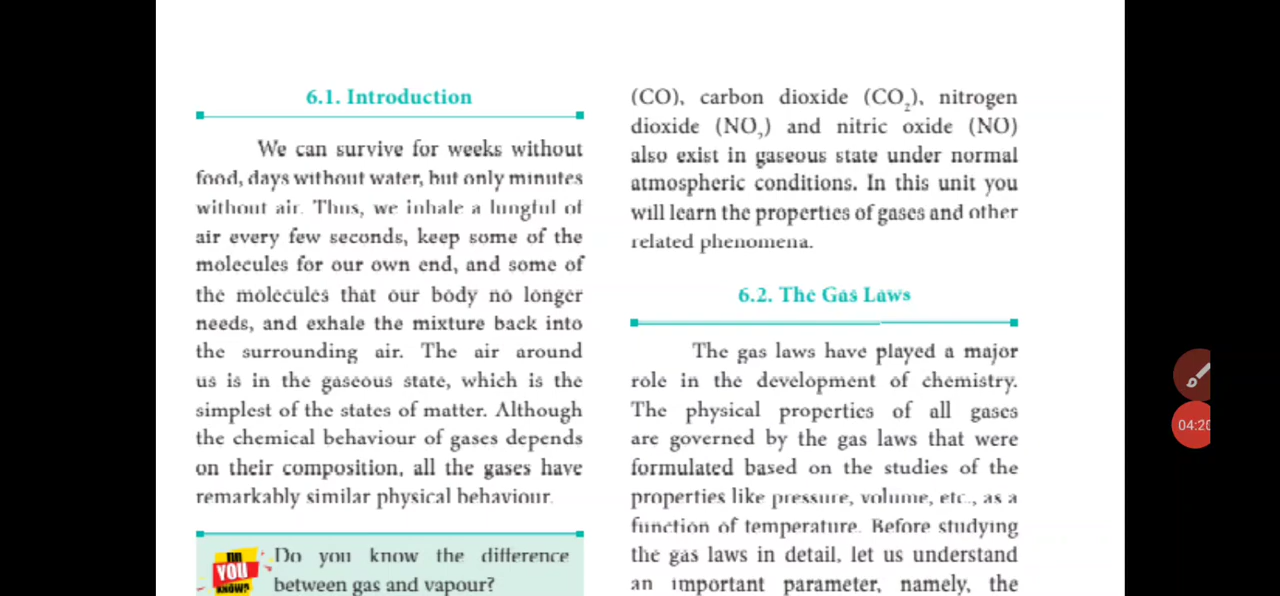 6.1. Introduction
We can survive for weeks without
food, days without water, but only minutes
without air. Thus, we inhale a lungful of
air every few seconds, keep some of the
molecules for our own end, and some of
the molecules that our body no longer
needs, and exhale the mixture back into
the surrounding air. The air around
us is in the gaseous state, which is the
simplest of the states of matter. Although
the chemical behaviour of gases depends
on their composition, all the gases have
remarkably similar physical behaviour.
DO
YOU
KNOW?
Do you know the difference
between gas and vapour?
(CO), carbon dioxide (CO₂), nitrogen
dioxide (NO₂) and nitric oxide (NO)
also exist in gaseous state under normal
atmospheric conditions. In this unit you
will learn the properties of gases and other
related phenomena.
6.2. The Gas Laws
The gas laws have played a major
role in the development of chemistry.
The physical properties of all gases
are governed by the gas laws that were
formulated based on the studies of the
properties like pressure, volume, etc., as a
function of temperature. Before studying
the gas laws in detail, let us understand
an important parameter, namely, the
04:20